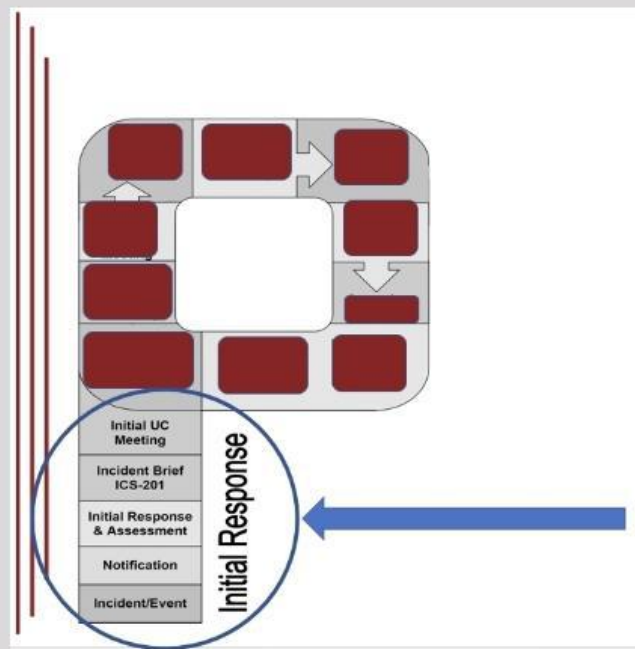 Initial UC
Meeting
Incident Brief
ICS-201
Initial Response
& Assessment
Notification
Incident/Event
Initial Response